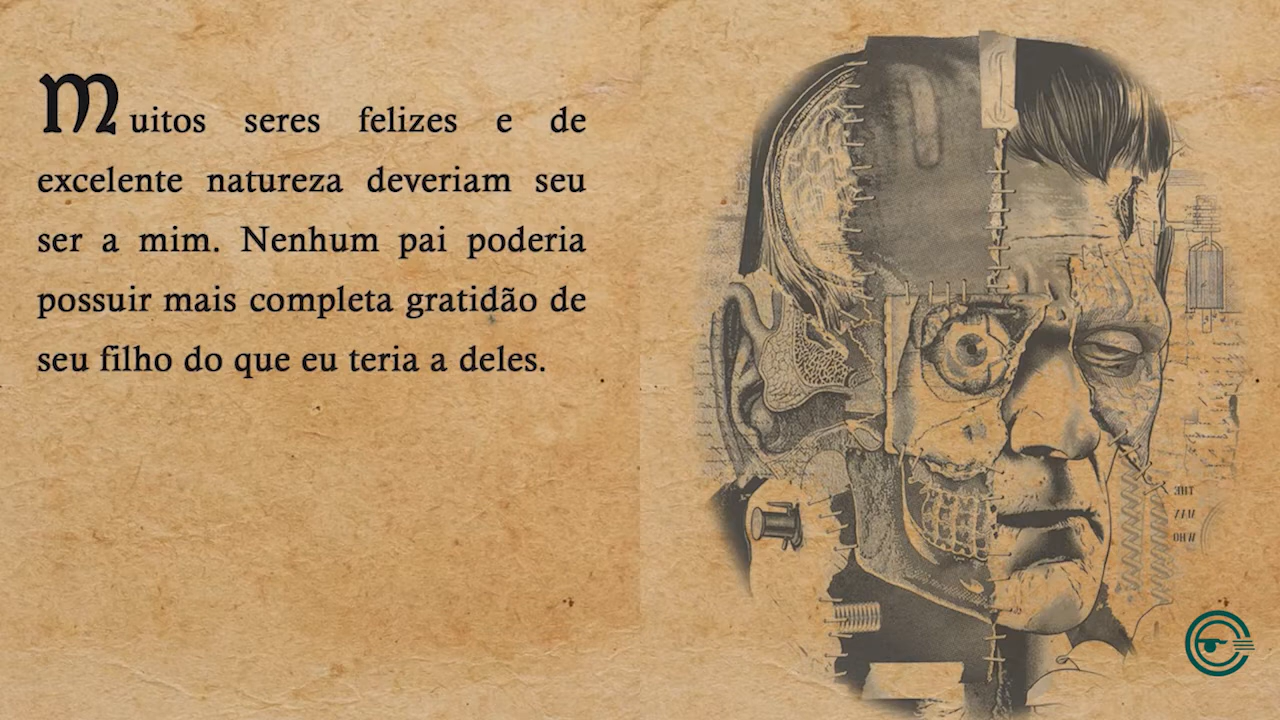 Muitos seres felizes e de
excelente natureza deveriam seu
ser a mim. Nenhum pai poderia
possuir mais completa gratidão de
seu filho do que eu teria a deles.